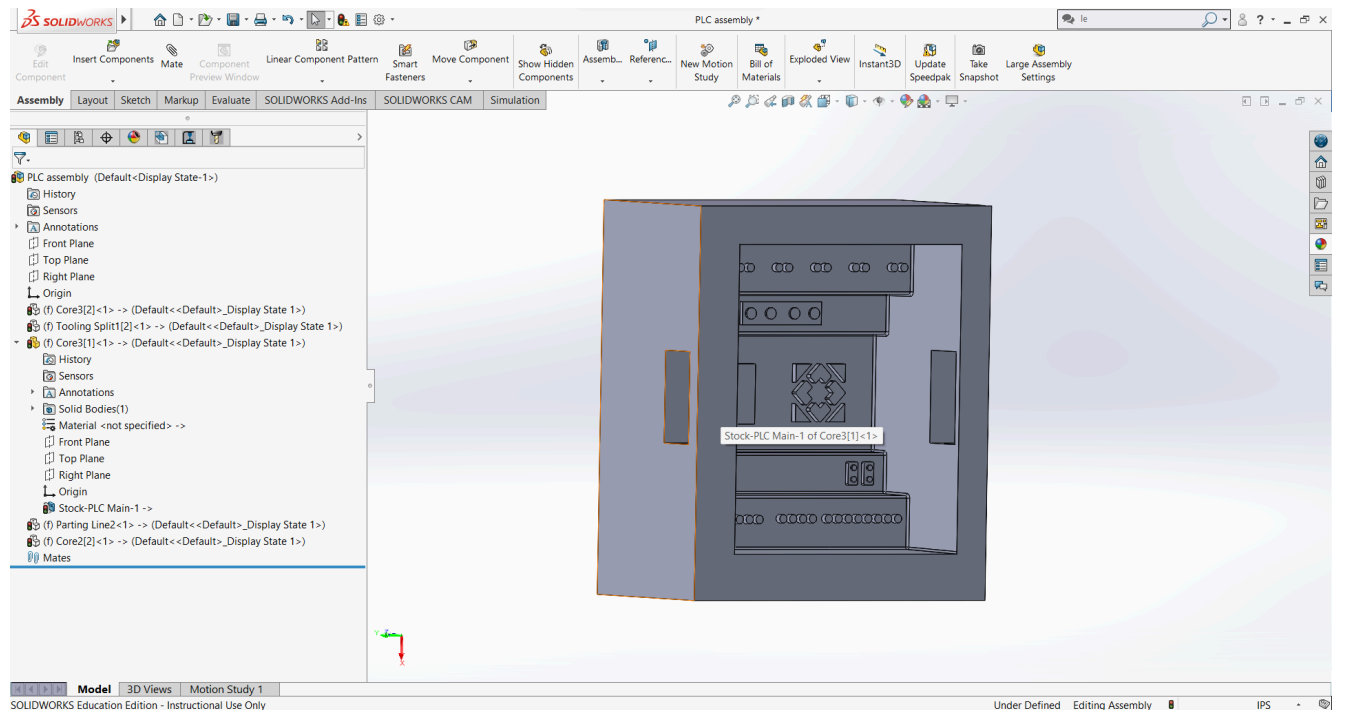 SOLIDWORKS
PLC assembly *
le
Edit Component
Insert Components
Mate
Component Preview Window
Linear Component Pattern
Smart Fasteners
Move Component
Show Hidden Components
Assemb...
Referenc...
New Motion Study
Bill of Materials
Exploded View
Instant3D
Update Speedpak
Take Snapshot
Large Assembly Settings
Assembly Layout Sketch Markup Evaluate SOLIDWORKS Add-Ins SOLIDWORKS CAM Simulation
PLC assembly (Default<Display State-1>)
History
Sensors
Annotations
Front Plane
Top Plane
Right Plane
Origin
(f) Core3[2]<1> -> (Default<<Default>_Display State 1>)
(f) Tooling Split1[2]<1> -> (Default<<Default>_Display State 1>)
(f) Core3[1]<1> -> (Default<<Default>_Display State 1>)
History
Sensors
Annotations
Solid Bodies(1)
Material <not specified> ->
Front Plane
Top Plane
Right Plane
Origin
Stock-PLC Main-1 ->
(f) Parting Line2<1> -> (Default<<Default>_Display State 1>)
(f) Core2[2]<1> -> (Default<<Default>_Display State 1>)
Mates
Stock-PLC Main-1 of Core3[1]<1>
Y
Z
X
Model 3D Views Motion Study 1
SOLIDWORKS Education Edition - Instructional Use Only
Under Defined Editing Assembly IPS